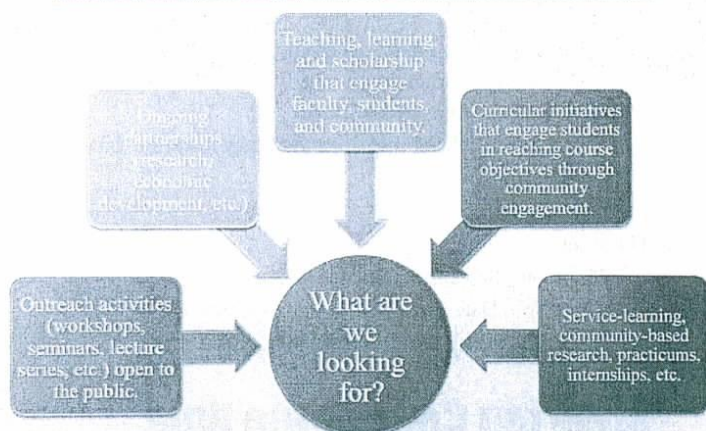 Outreach activities
(workshops,
seminars, lecture
series, etc.) open to
the public.
Ongoing
partnerships
(research,
economic
development, etc.)
Teaching, learning,
and scholarship
that engage
faculty, students,
and community.
Curricular initiatives
that engage students
in reaching course
objectives through
community
engagement.
Service-learning,
community-based
research, practicums,
internships, etc.
What are
we
looking
for?